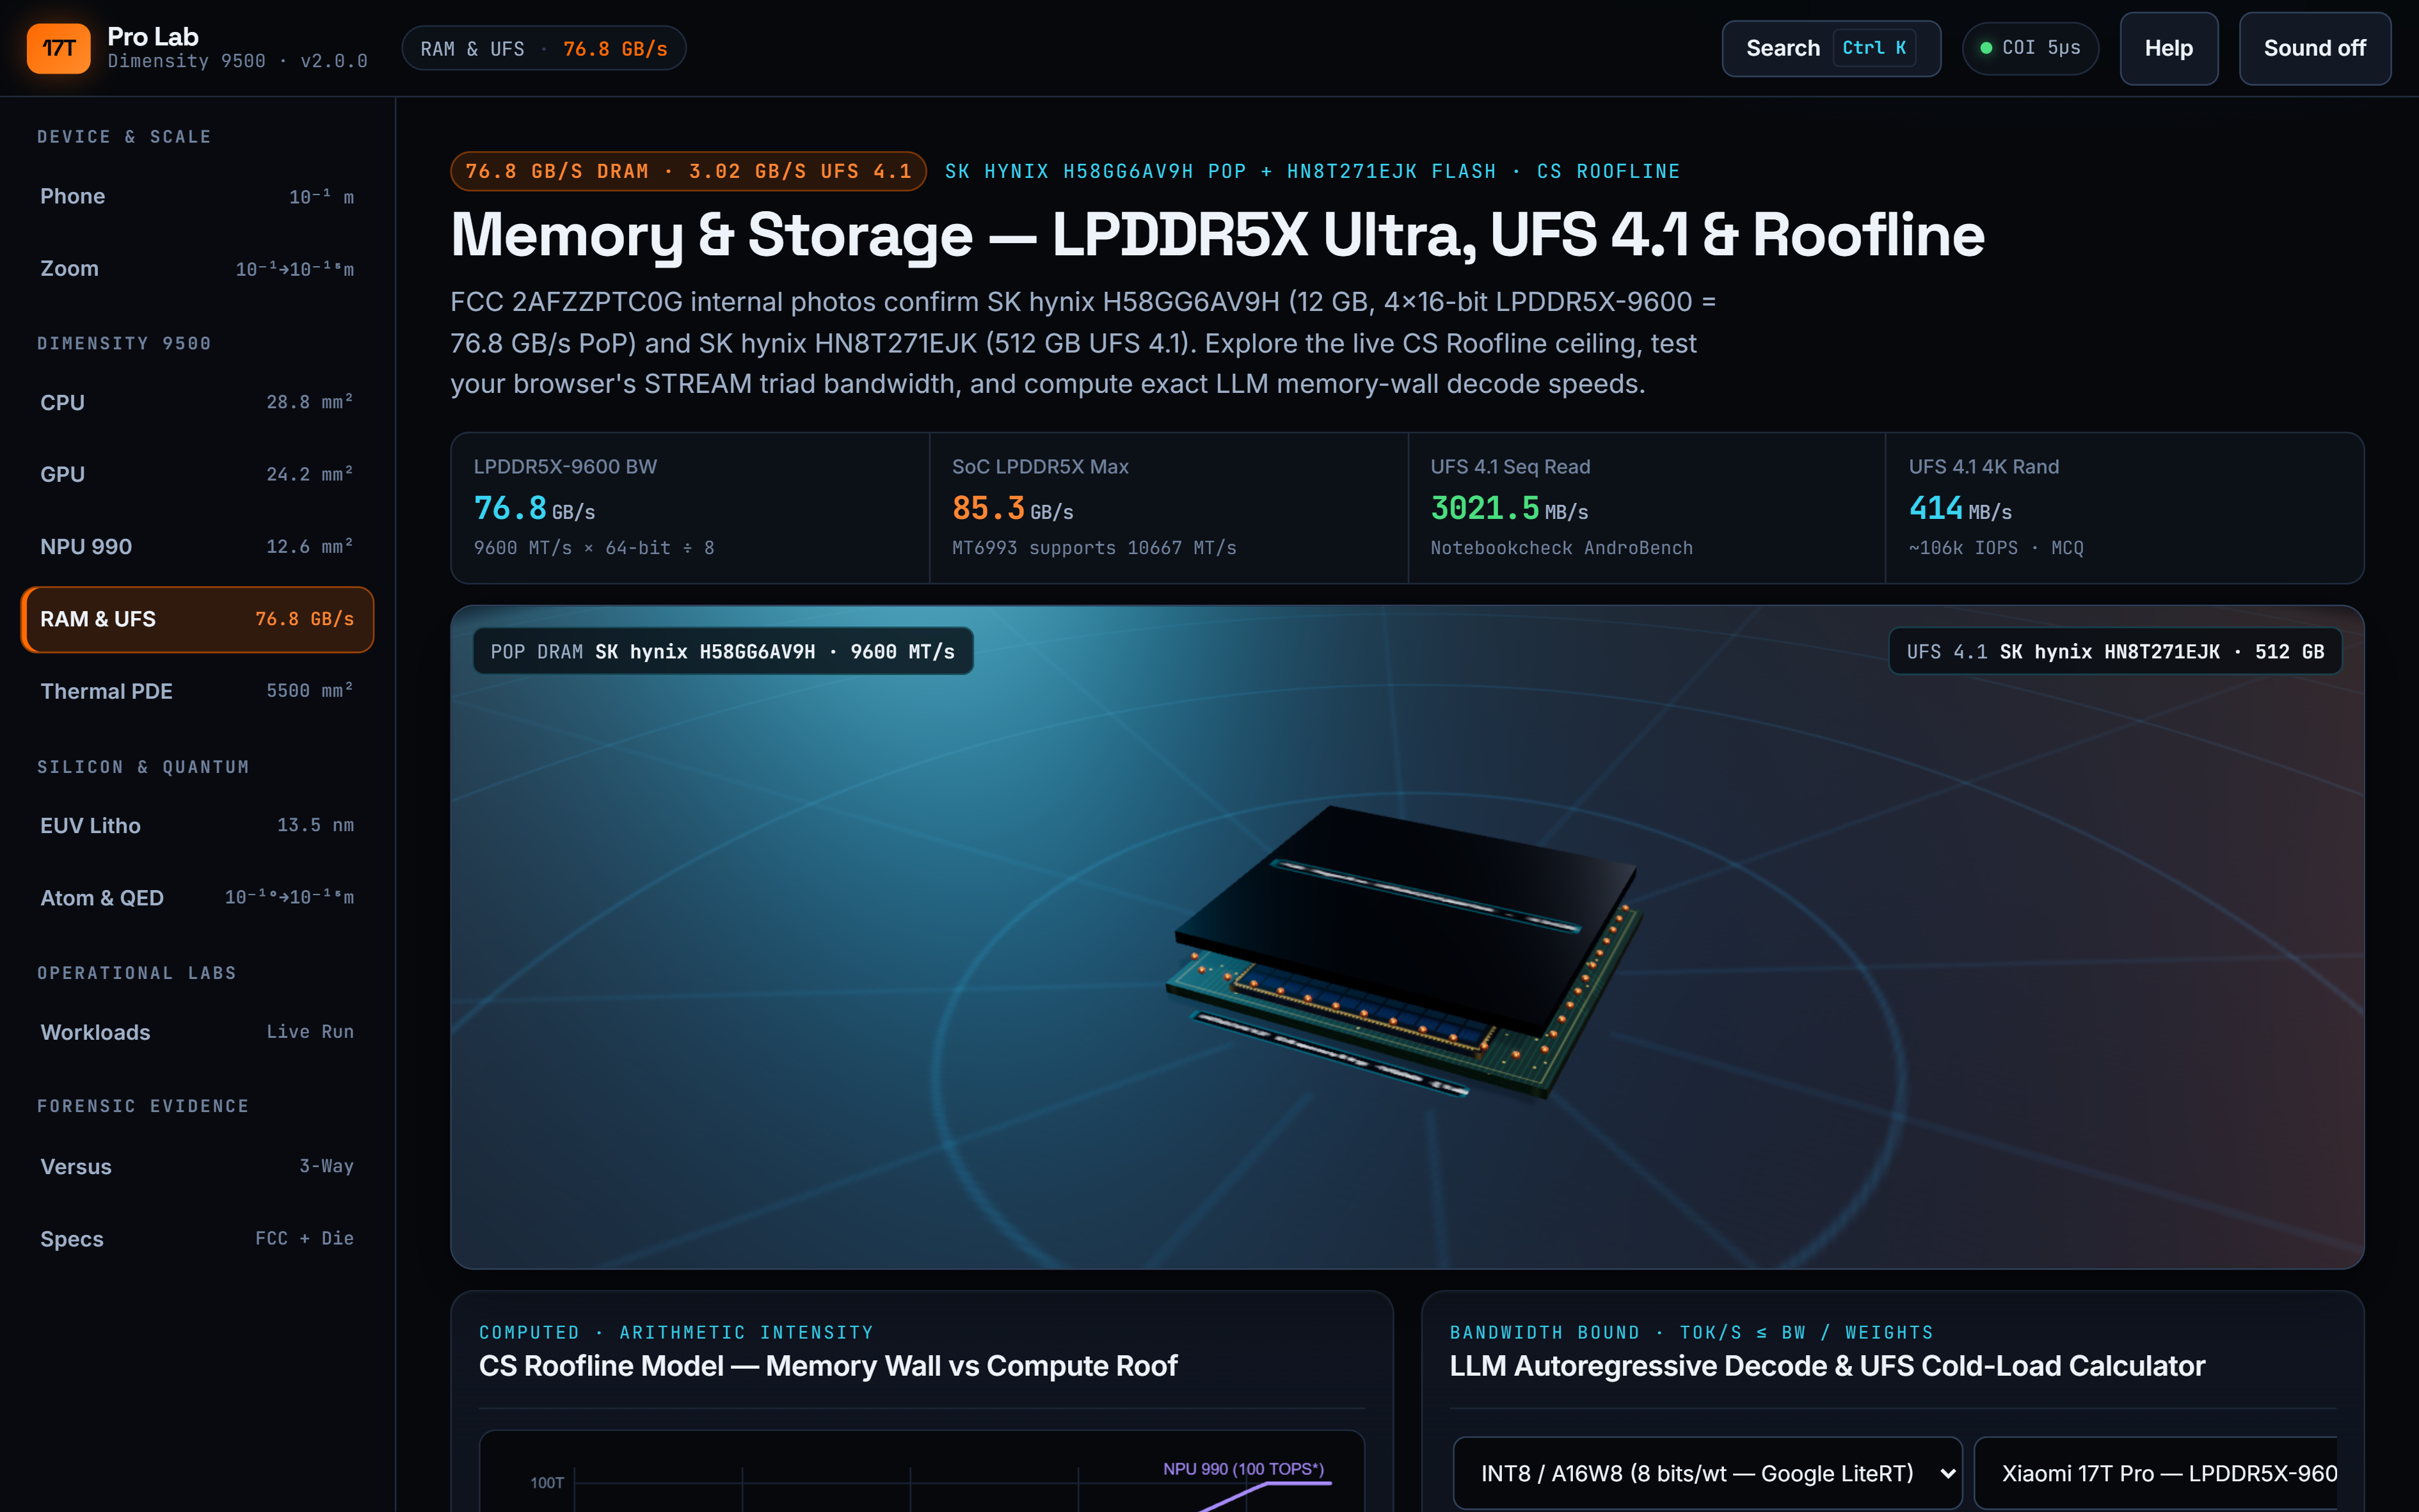 17T
Pro Lab
Dimensity 9500 · v2.0.0
RAM & UFS · 76.8 GB/s
Search Ctrl K
COI 5µs
Help
Sound off
DEVICE & SCALE
Phone 10⁻¹ m
Zoom 10⁻¹→10⁻¹⁵m
DIMENSITY 9500
CPU 28.8 mm²
GPU 24.2 mm²
NPU 990 12.6 mm²
RAM & UFS 76.8 GB/s
Thermal PDE 5500 mm²
SILICON & QUANTUM
EUV Litho 13.5 nm
Atom & QED 10⁻¹⁰→10⁻¹⁵m
OPERATIONAL LABS
Workloads Live Run
FORENSIC EVIDENCE
Versus 3-Way
Specs FCC + Die
76.8 GB/S DRAM · 3.02 GB/S UFS 4.1 SK HYNIX H58GG6AV9H POP + HN8T271EJK FLASH · CS ROOFLINE
Memory & Storage — LPDDR5X Ultra, UFS 4.1 & Roofline
FCC 2AFZZPTC0G internal photos confirm SK hynix H58GG6AV9H (12 GB, 4×16-bit LPDDR5X-9600 =
76.8 GB/s PoP) and SK hynix HN8T271EJK (512 GB UFS 4.1). Explore the live CS Roofline ceiling, test
your browser's STREAM triad bandwidth, and compute exact LLM memory-wall decode speeds.
LPDDR5X-9600 BW
76.8 GB/s
9600 MT/s × 64-bit ÷ 8
SoC LPDDR5X Max
85.3 GB/s
MT6993 supports 10667 MT/s
UFS 4.1 Seq Read
3021.5 MB/s
Notebookcheck AndroBench
UFS 4.1 4K Rand
414 MB/s
~106k IOPS · MCQ
POP DRAM SK hynix H58GG6AV9H · 9600 MT/s
UFS 4.1 SK hynix HN8T271EJK · 512 GB
COMPUTED · ARITHMETIC INTENSITY
CS Roofline Model — Memory Wall vs Compute Roof
NPU 990 (100 TOPS*)
100T
BANDWIDTH BOUND · TOK/S ≤ BW / WEIGHTS
LLM Autoregressive Decode & UFS Cold-Load Calculator
INT8 / A16W8 (8 bits/wt — Google LiteRT)
Xiaomi 17T Pro — LPDDR5X-960